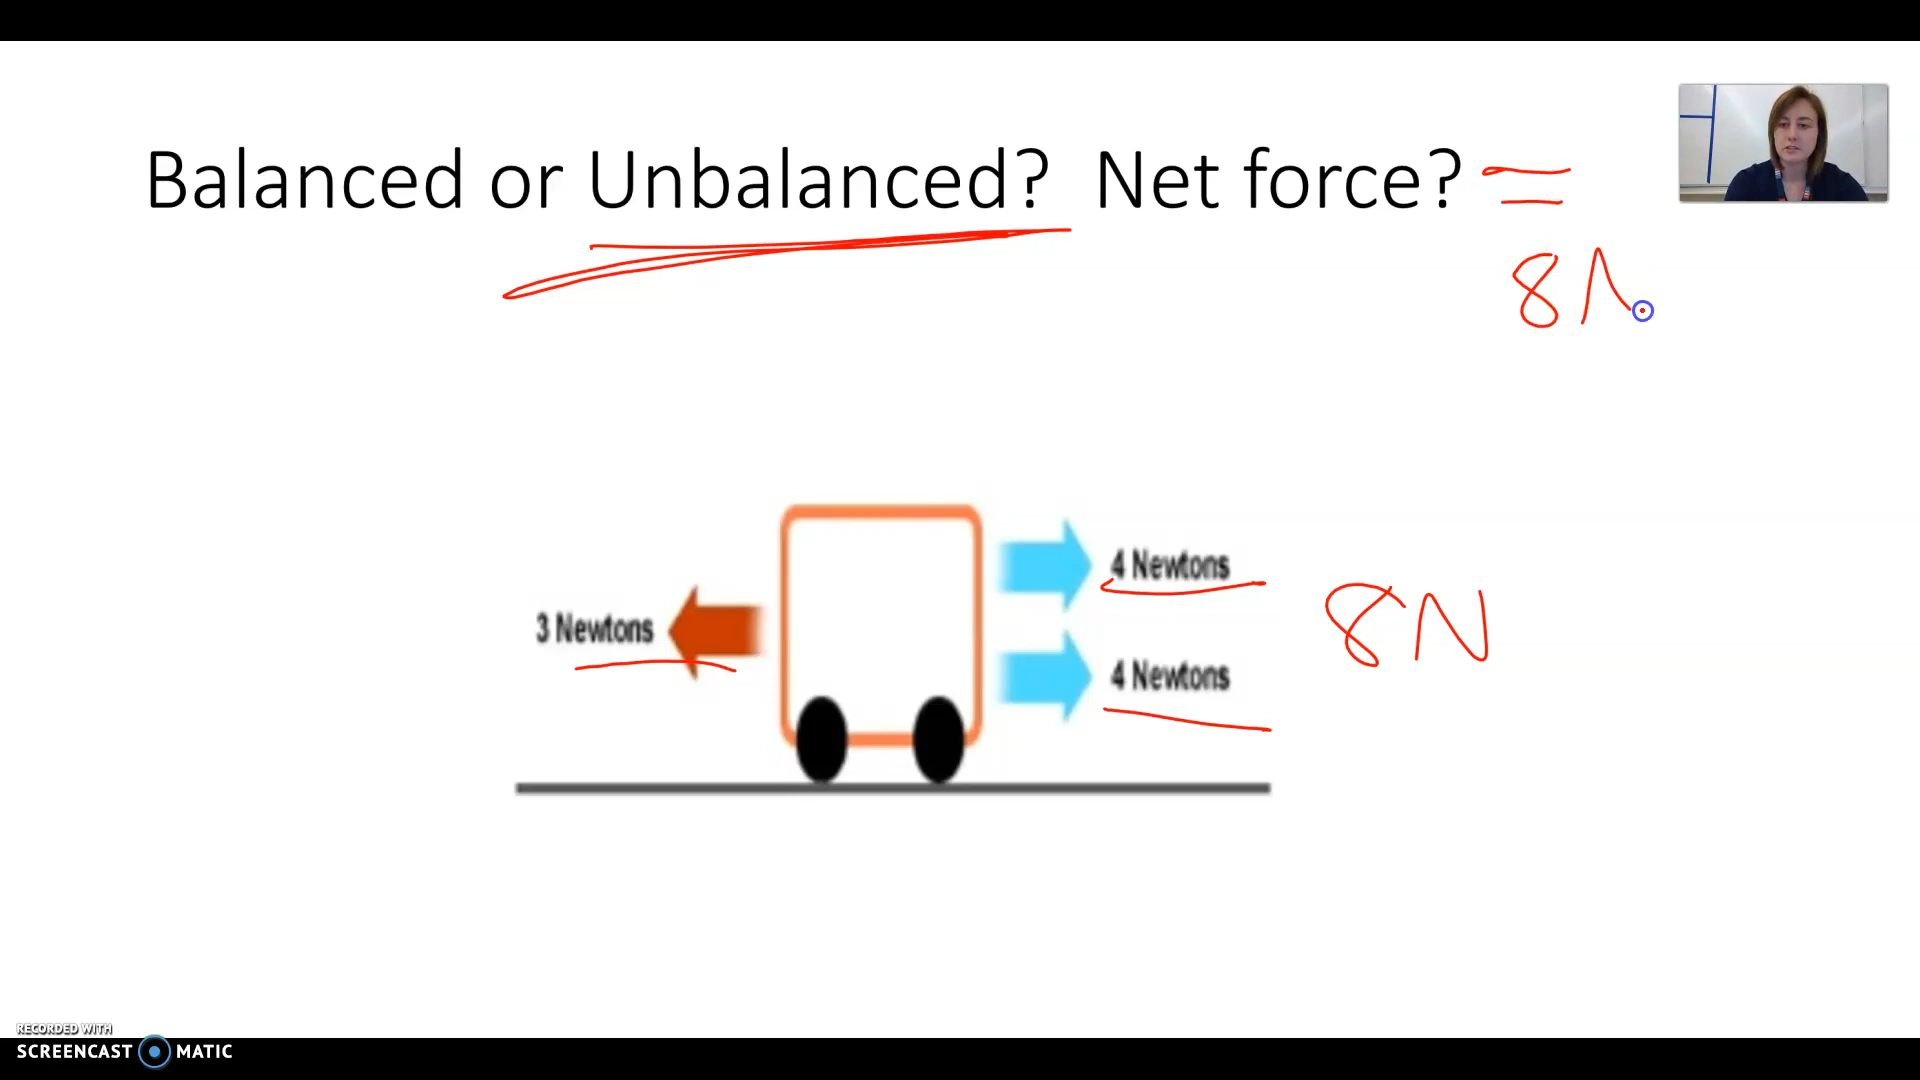 Balanced or Unbalanced? Net force? =
8N
4 Newtons
3 Newtons
8N
4 Newtons
RECORDED WITH
SCREENCAST MATIC